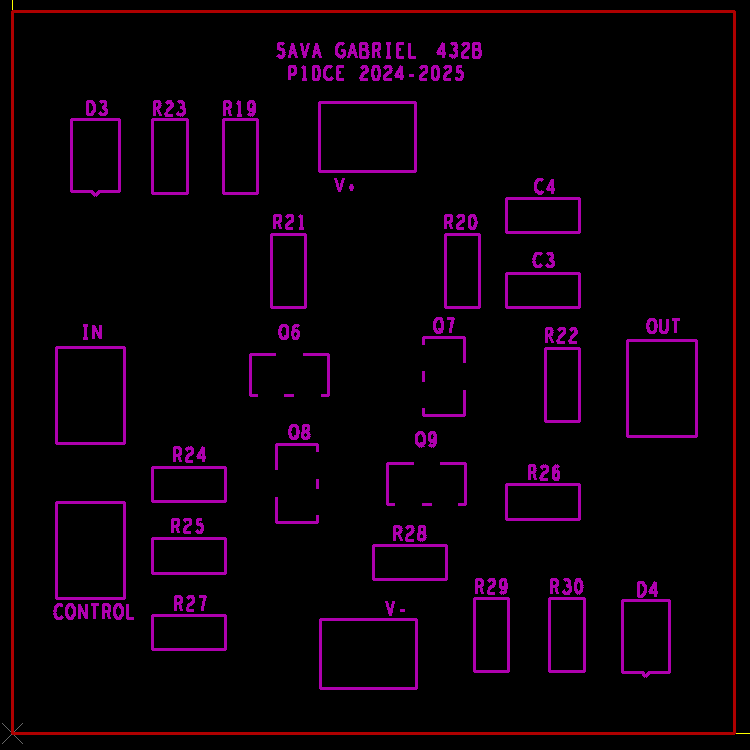 SAVA GABRIEL 432B
P1DCE 2024-2025
D3 R23 R19
V+
C4
R21 R20
C3
IN Q6 Q7 R22 OUT
R24 Q8 Q9 R26
R25 R28
CONTROL R27 V- R29 R30 D4